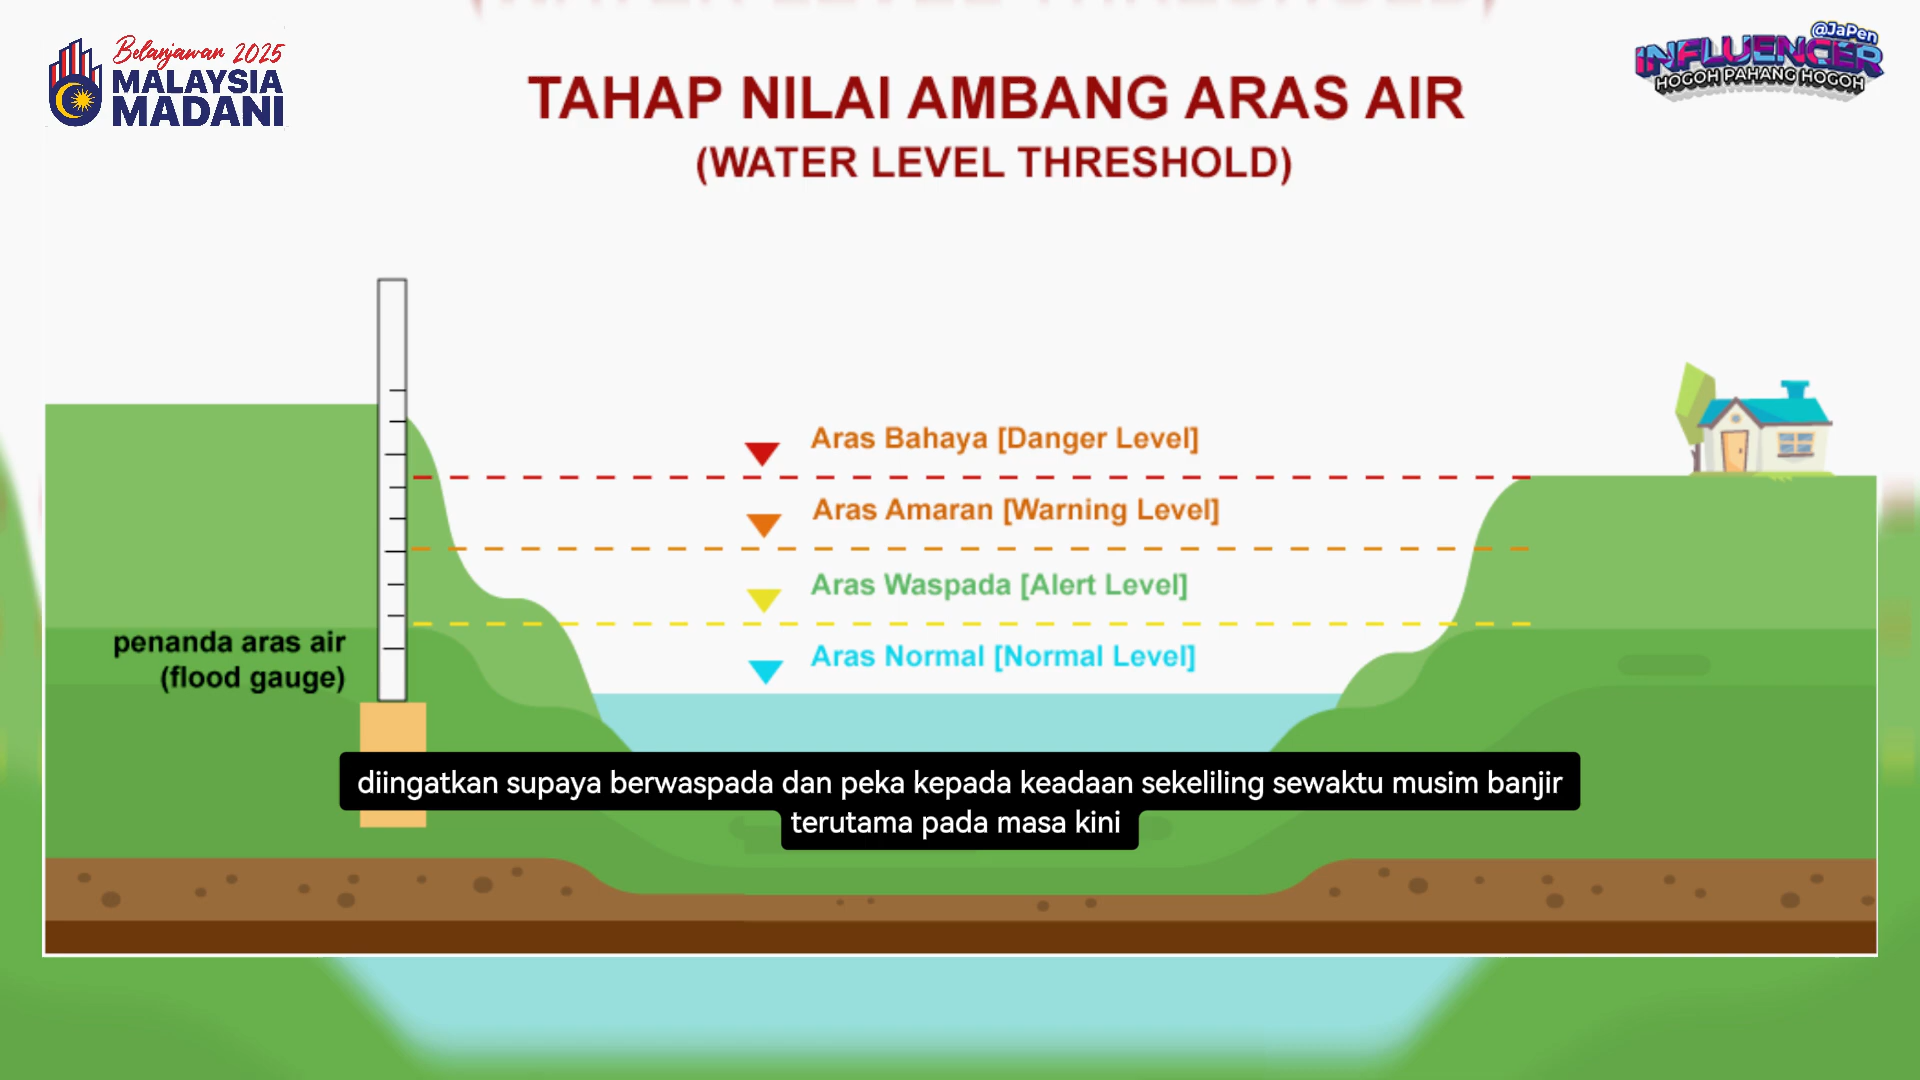 Belanjawan 2025
MALAYSIA
MADANI
@JaPen
INFLUENCER
HOGOH PAHANG HOGOH
TAHAP NILAI AMBANG ARAS AIR
(WATER LEVEL THRESHOLD)
Aras Bahaya [Danger Level]
Aras Amaran [Warning Level]
Aras Waspada [Alert Level]
Aras Normal [Normal Level]
penanda aras air
(flood gauge)
diingatkan supaya berwaspada dan peka kepada keadaan sekeliling sewaktu musim banjir
terutama pada masa kini